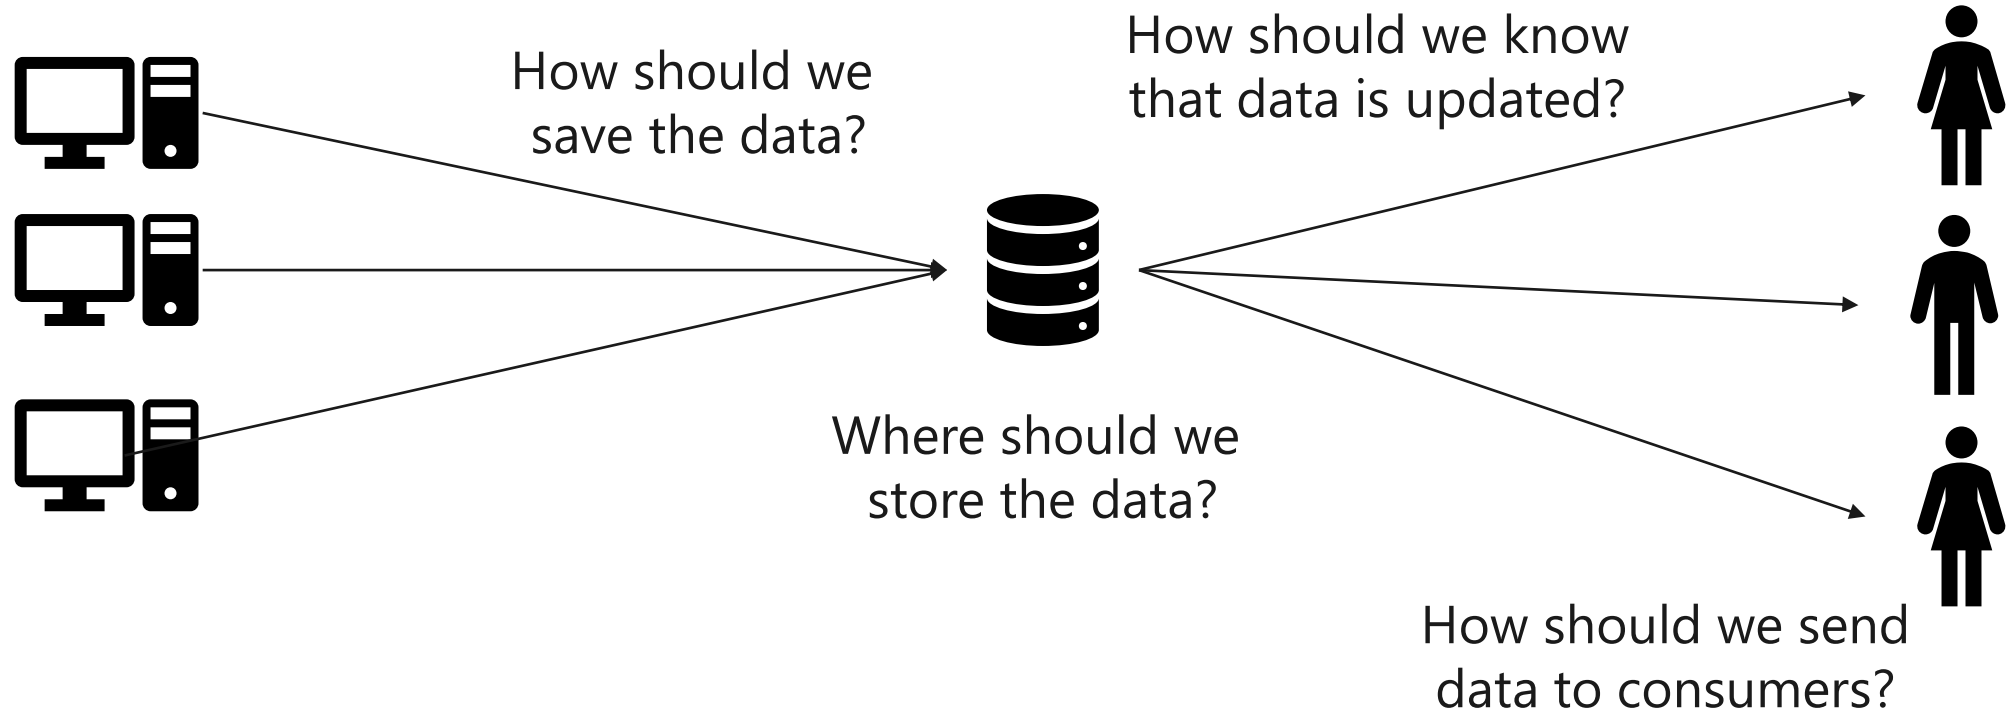 How should we
save the data?
How should we know
that data is updated?
Where should we
store the data?
How should we send
data to consumers?